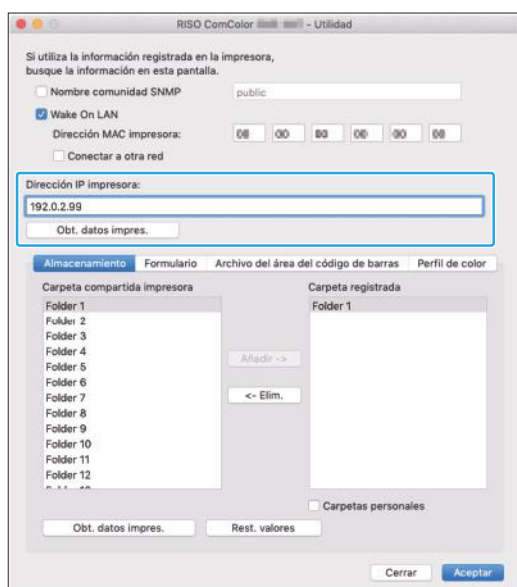 RISO ComColor - Utilidad
Si utiliza la información registrada en la impresora,
busque la información en esta pantalla.
Nombre comunidad SNMP public
Wake On LAN
Dirección MAC impresora:
Conectar a otra red
Dirección IP impresora:
192.0.2.99
Obt. datos impres.
Almacenamiento Formulario Archivo del área del código de barras Perfil de color
Carpeta compartida impresora Carpeta registrada
Folder 1 Folder 1
Folder 2
Folder 3
Folder 4
Folder 5
Folder 6
Folder 7
Folder 8
Folder 9
Folder 10
Folder 11
Folder 12
Añadir ->
<- Elim.
Carpetas personales
Obt. datos impres. Rest. valores
Cerrar Aceptar